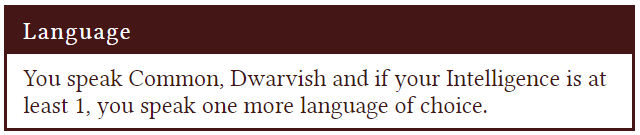 Language
You speak Common, Dwarvish and if your Intelligence is at
least 1, you speak one more language of choice.